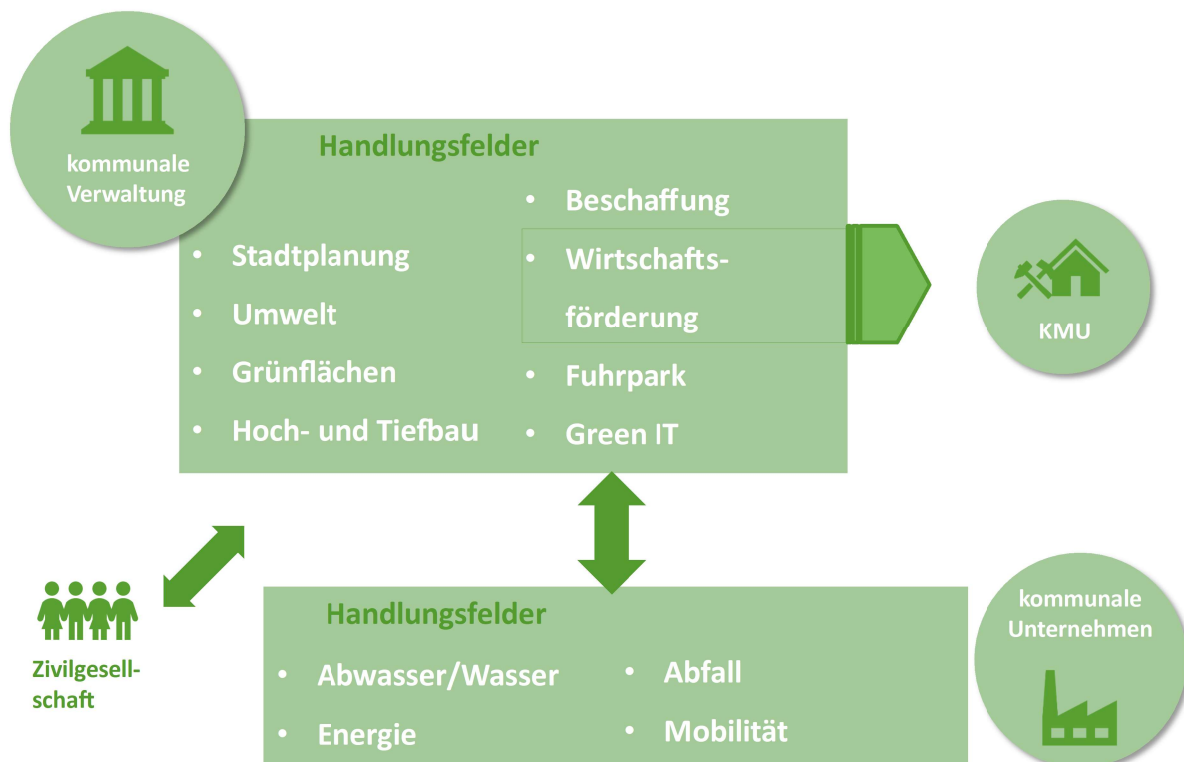 kommunale
Verwaltung
Handlungsfelder
• Stadtplanung
• Umwelt
• Grünflächen
• Hoch- und Tiefbau
• Beschaffung
• Wirtschafts-
förderung
• Fuhrpark
• Green IT
KMU
Zivilgesell-
schaft
Handlungsfelder
• Abwasser/Wasser
• Energie
• Abfall
• Mobilität
kommunale
Unternehmen